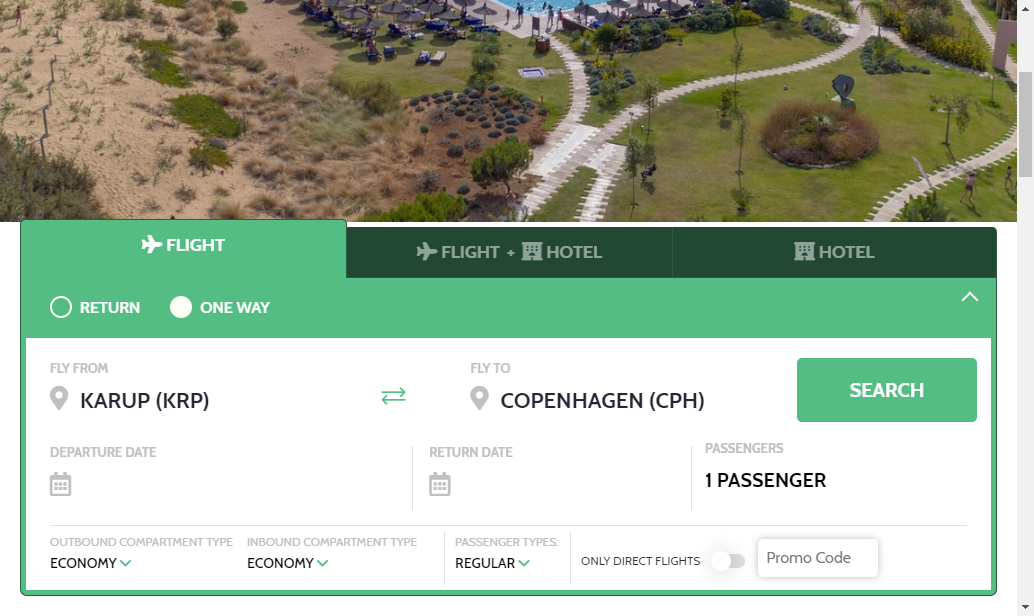 FLIGHT
FLIGHT + HOTEL
HOTEL
RETURN
ONE WAY
FLY FROM
KARUP (KRP)
FLY TO
COPENHAGEN (CPH)
SEARCH
DEPARTURE DATE
RETURN DATE
PASSENGERS
1 PASSENGER
OUTBOUND COMPARTMENT TYPE
ECONOMY
INBOUND COMPARTMENT TYPE
ECONOMY
PASSENGER TYPES:
REGULAR
ONLY DIRECT FLIGHTS
Promo Code